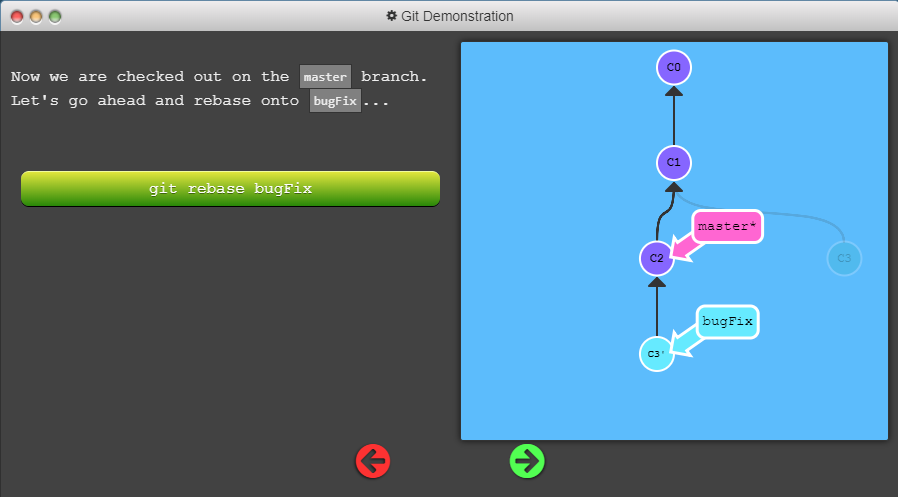 Git Demonstration
Now we are checked out on the master branch.
Let's go ahead and rebase onto bugFix...
git rebase bugFix
C0
C1
master*
C2
C3
bugFix
C3'